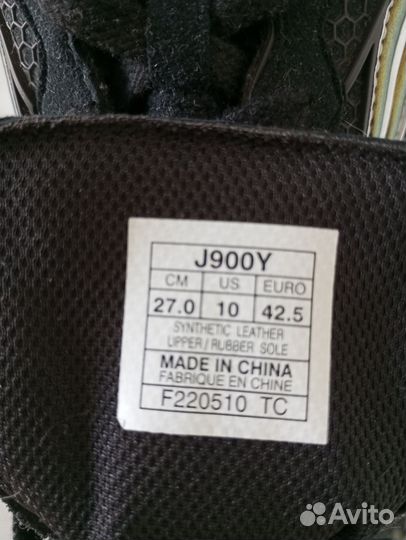 J900Y
CM US EURO
27.0 10 42.5
SYNTHETIC LEATHER
UPPER/RUBBER SOLE
MADE IN CHINA
FABRIQUE EN CHINE
F220510 TC
Avito